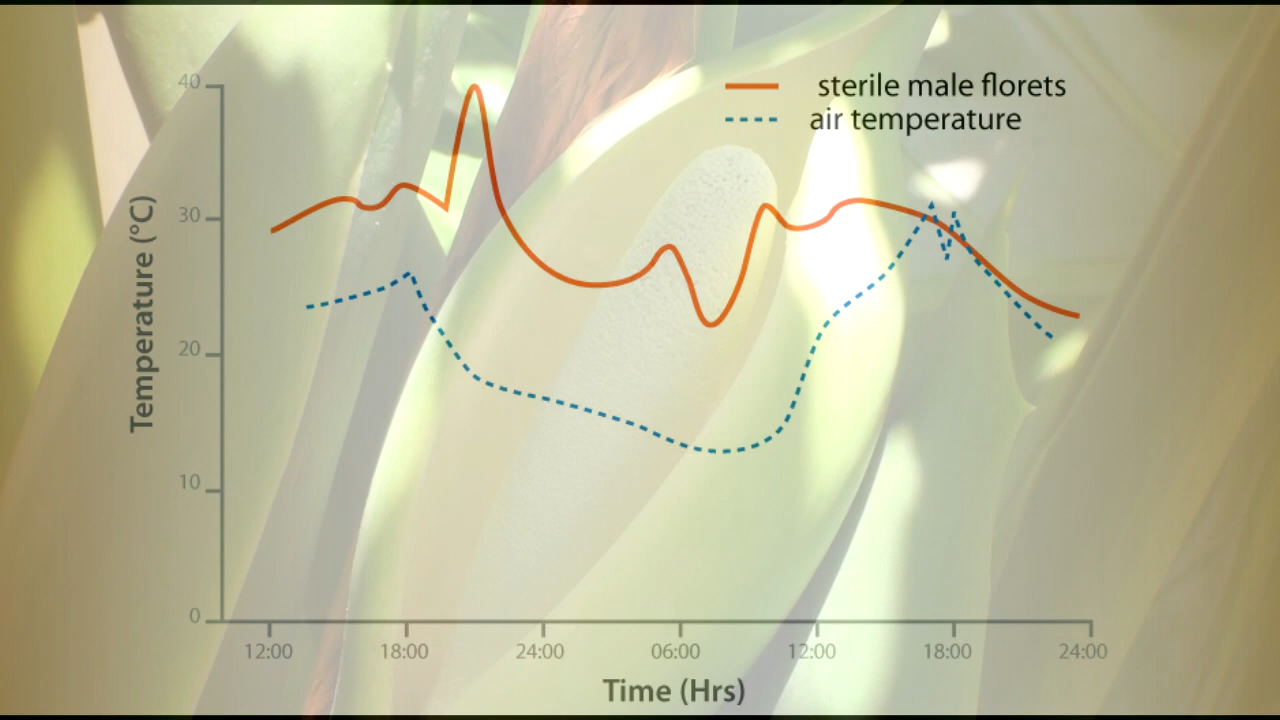 sterile male florets
air temperature
Temperature (°C)
40
30
20
10
0
12:00 18:00 24:00 06:00 12:00 18:00 24:00
Time (Hrs)